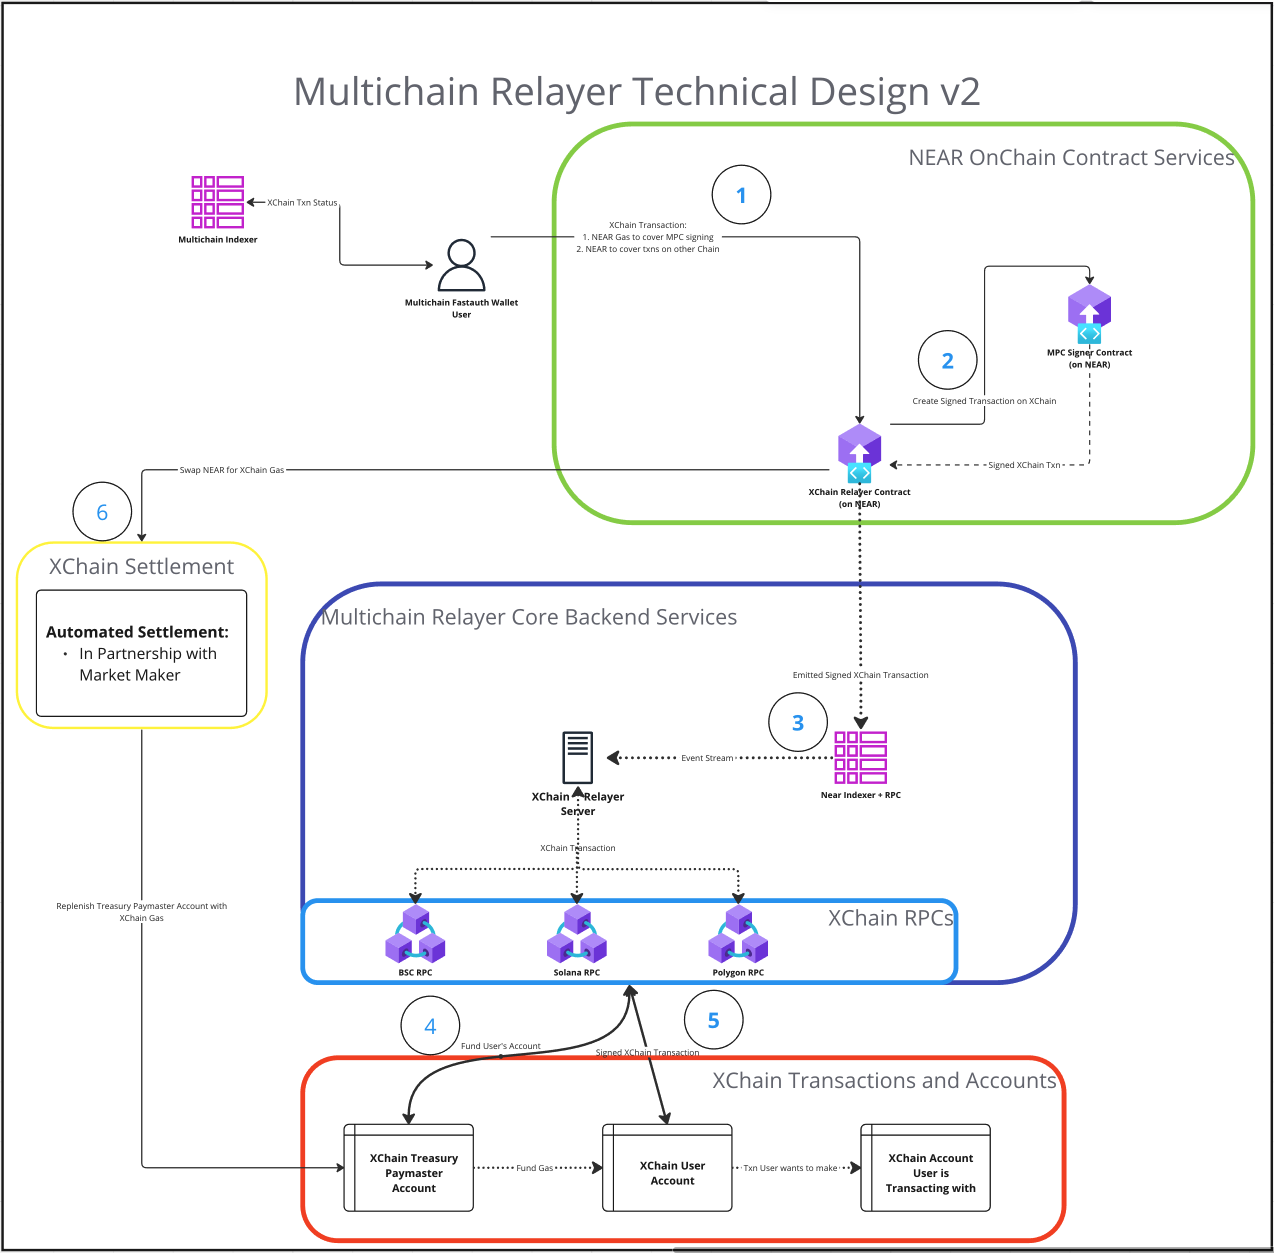 Multichain Relayer Technical Design v2
NEAR OnChain Contract Services
1
XChain Txn Status
Multichain Indexer
XChain Transaction:
1. NEAR Gas to cover MPC signing
2. NEAR to cover txns on other Chain
Multichain Fastauth Wallet
User
2
MPC Signer Contract
(on NEAR)
Create Signed Transaction on XChain
Signed XChain Txn
Swap NEAR for XChain Gas
XChain Relayer Contract
(on NEAR)
6
XChain Settlement
Automated Settlement:
• In Partnership with
Market Maker
Multichain Relayer Core Backend Services
Emitted Signed XChain Transaction
3
Event Stream
Near Indexer + RPC
XChain Relayer
Server
XChain Transaction
Replenish Treasury Paymaster Account with
XChain Gas
XChain RPCs
BSC RPC
Solana RPC
Polygon RPC
4
5
Fund User's Account
Signed XChain Transaction
XChain Transactions and Accounts
XChain Treasury
Paymaster
Account
Fund Gas
XChain User
Account
Txn User wants to make
XChain Account
User is
Transacting with